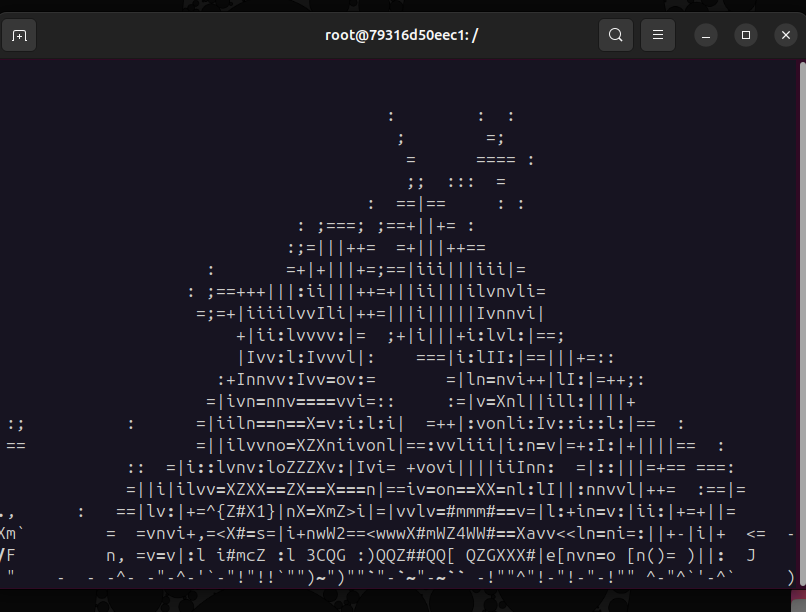 root@79316d50eec1: /
:        :  :
;        =;
=      ==== :
;;  :::  =
:  ==|==     : :
: ;===; ;==+||+= :
:;=|||++=  =+|||++==
:       =+|+|||+=;==|iii|||iii|=
: ;==+++|||:ii|||++=+||ii|||ilvnvli=
=;=+|iiiilvvIli|++=|||i|||||Ivnnvi|
+|ii:lvvvv:|=  ;+|i|||+i:lvl:|==;
|Ivv:l:Ivvvl|:    ===|i:lII:|==|||+=::
:+Innvv:Ivv=ov:=       =|ln=nvi++|lI:|=++;:
=|ivn=nnv====vvi=::     :=|v=Xnl||ill:||||+
:;          :      =|iiln==n==X=v:i:l:i|  =++|:vonli:Iv::i::l:|==  :
==                 =||ilvvno=XZXniivonl|==:vvliii|i:n=v|=+:I:|+||||==  :
::  =|i::lvnv:loZZZXv:|Ivi= +vovi||||iiInn:  =|::|||=+== ===:
=||i|ilvv=XZXX==ZX==X===n|==iv=on==XX=nl:lI||:nnvvl|++=  :==|=
.,      :   ==|lv:|+=^{Z#X1}|nX=XmZ>i|=|vvlv=#mmm#==v=|l:+in=v:|ii:|+=+||=
Xm`        =  =vnvi+,=<X#=s=|i+nwW2==<wwwX#mWZ4WW#==Xavv<<ln=ni=:||+-|i|+  <=  -
/F         n, =v=v|:l i#mcZ :l 3CQG :)QQZ##QQ[ QZGXXX#|e[nvn=o [n()= )||:  J
"    -  - -^- -"-^-'`-"!"!!`"")~")""`"-`~"-~`` -!""^"!-"!-"-!"" ^-"^`'-^`     )